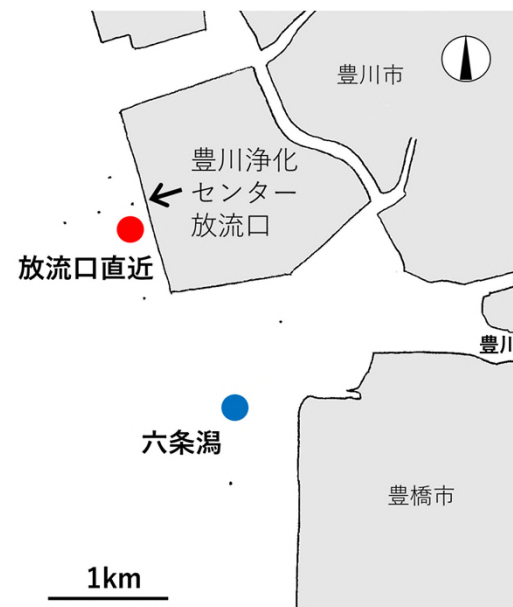 豊川市
豊川浄化
センター
放流口
放流口直近
豊川
六条潟
豊橋市
1km